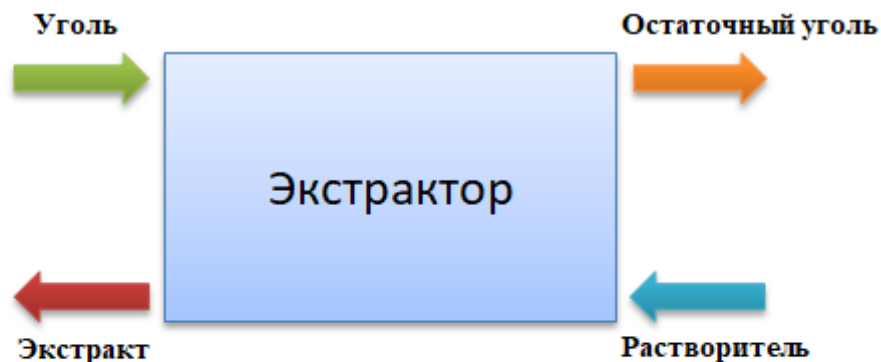 Уголь
Остаточный уголь
Экстрактор
Экстракт
Растворитель